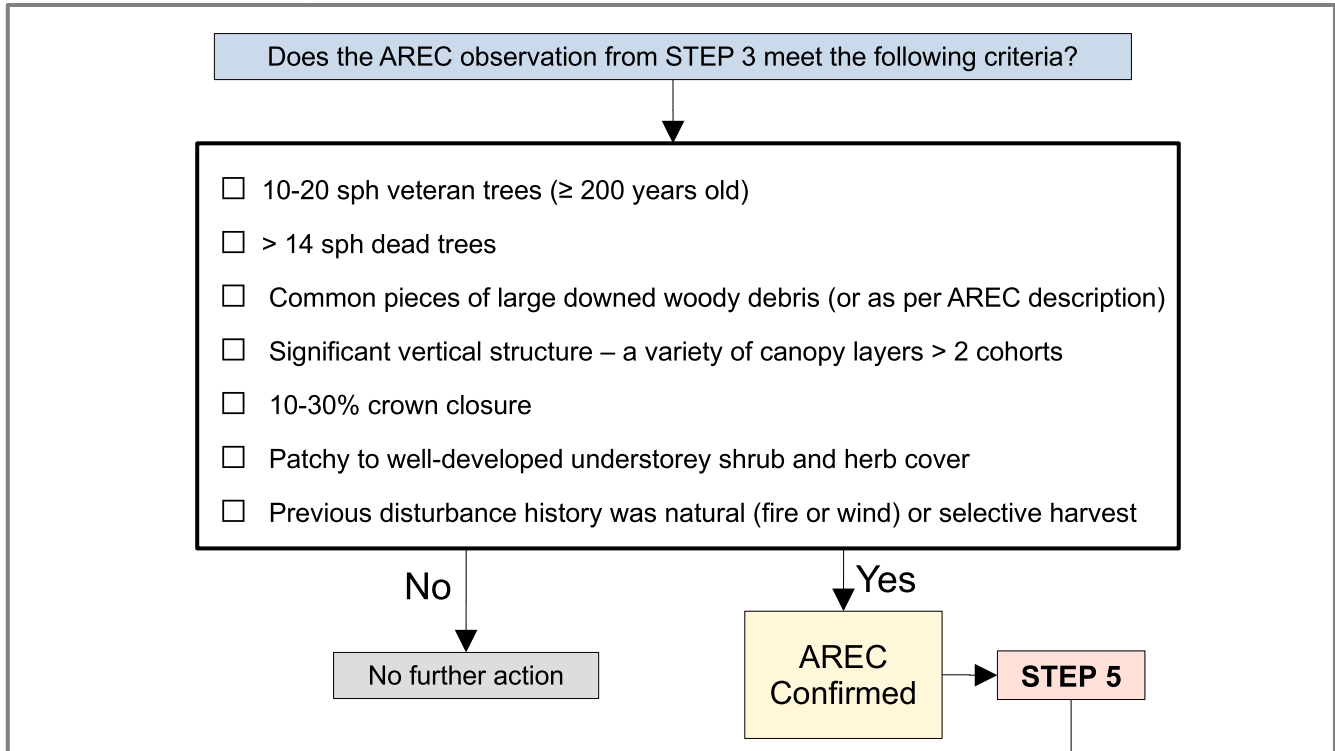 Does the AREC observation from STEP 3 meet the following criteria?
☐ 10-20 sph veteran trees (≥ 200 years old)
☐ > 14 sph dead trees
☐ Common pieces of large downed woody debris (or as per AREC description)
☐ Significant vertical structure – a variety of canopy layers > 2 cohorts
☐ 10-30% crown closure
☐ Patchy to well-developed understorey shrub and herb cover
☐ Previous disturbance history was natural (fire or wind) or selective harvest
No
Yes
No further action
AREC
Confirmed
STEP 5